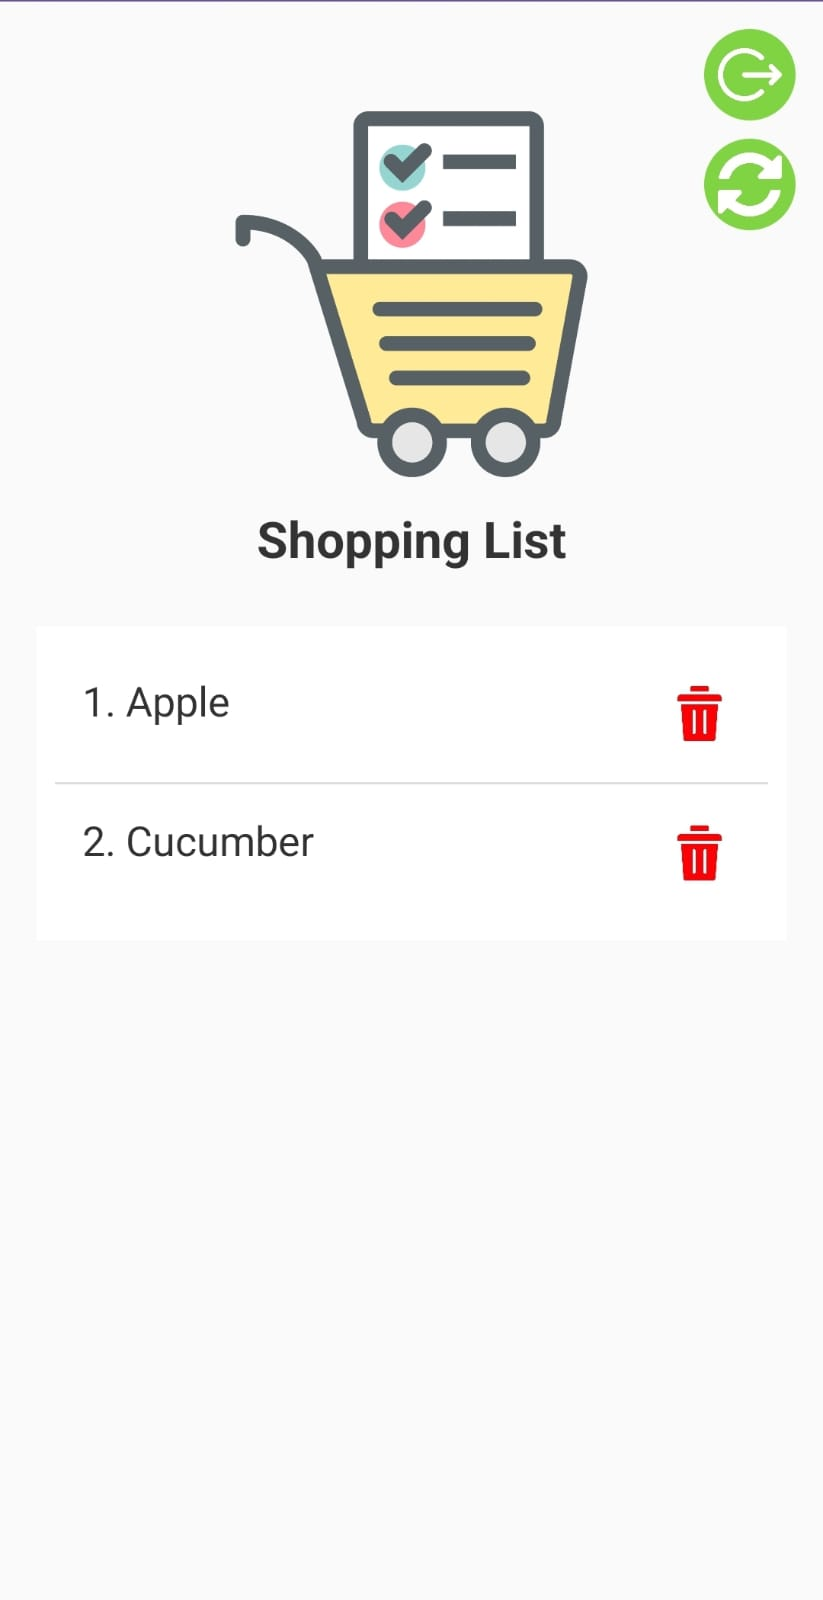 Shopping List
1. Apple
2. Cucumber